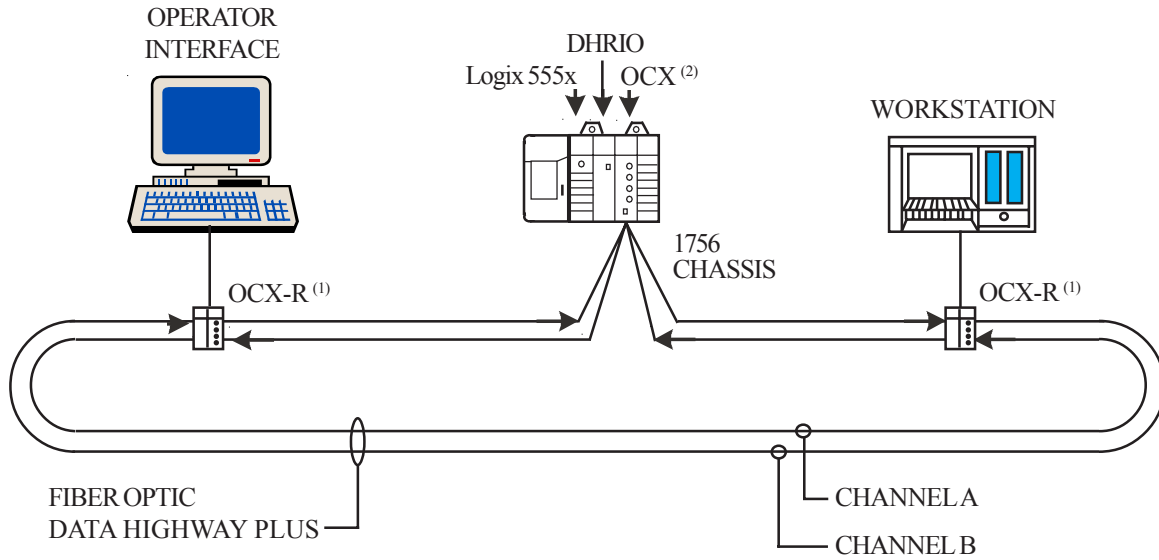 OPERATOR
INTERFACE
DHRIO
Logix 555x
OCX (2)
WORKSTATION
1756
CHASSIS
OCX-R (1)
OCX-R (1)
FIBER OPTIC
DATA HIGHWAY PLUS
CHANNEL A
CHANNEL B